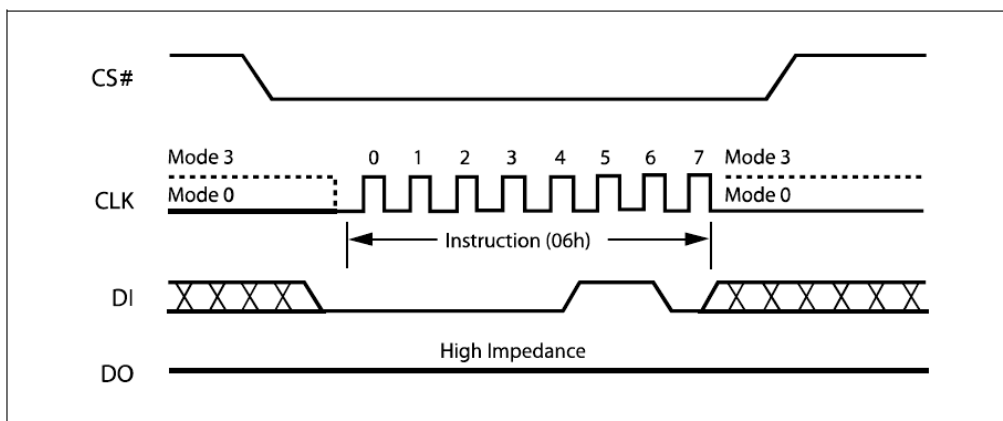 CS#
Mode 3 0 1 2 3 4 5 6 7 Mode 3
CLK Mode 0 Mode 0
Instruction (06h)
DI
High Impedance
DO